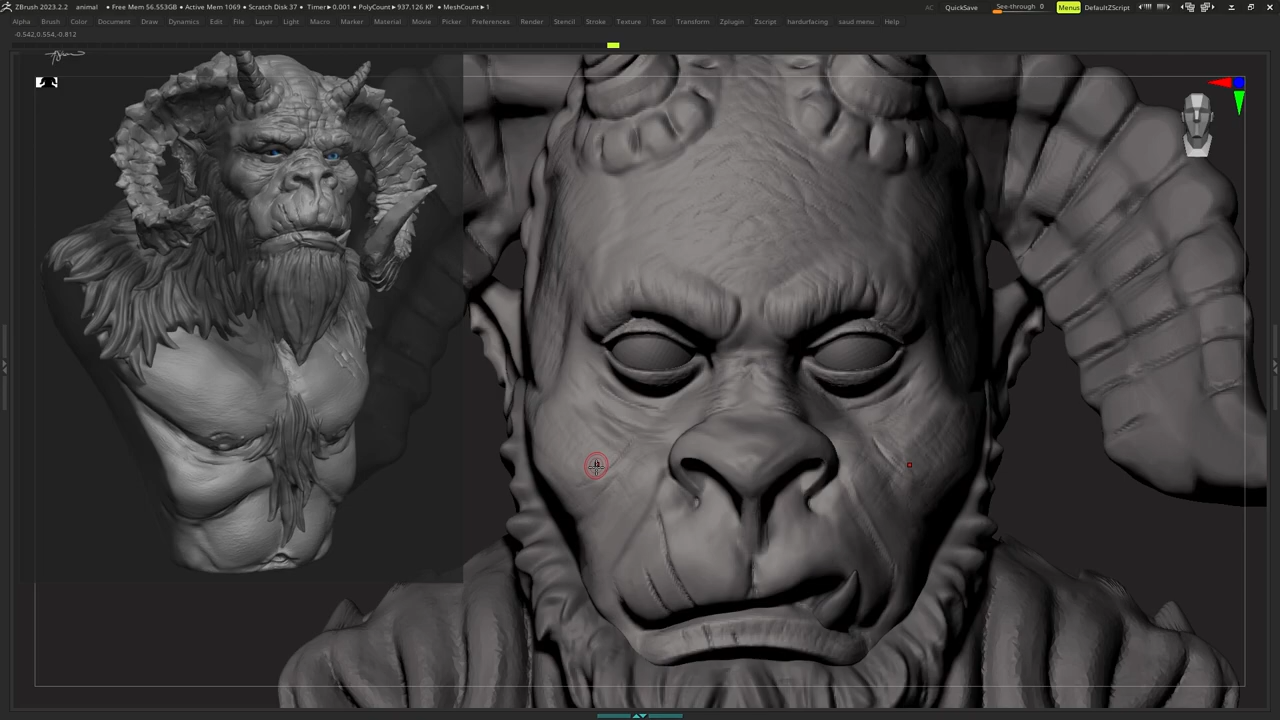 ZBrush 2023.2.2 animal • Free Mem 56.553GB • Active Mem 1069 • Scratch Disk 37 • Timer▸0.001 • PolyCount▸937.126 KP • MeshCount▸1 AC QuickSave See-through 0 Menus DefaultZScript
Alpha Brush Color Document Draw Dynamics Edit File Layer Light Macro Marker Material Movie Picker Preferences Render Stencil Stroke Texture Tool Transform Zplugin Zscript hardurfacing saud menu Help
-0.542,0.554,-0.812